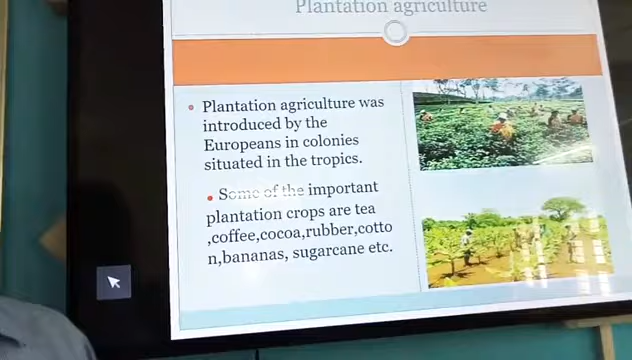 Plantation agriculture
• Plantation agriculture was
introduced by the
Europeans in colonies
situated in the tropics.
• Some of the important
plantation crops are tea
,coffee,cocoa,rubber,cotto
n,bananas, sugarcane etc.